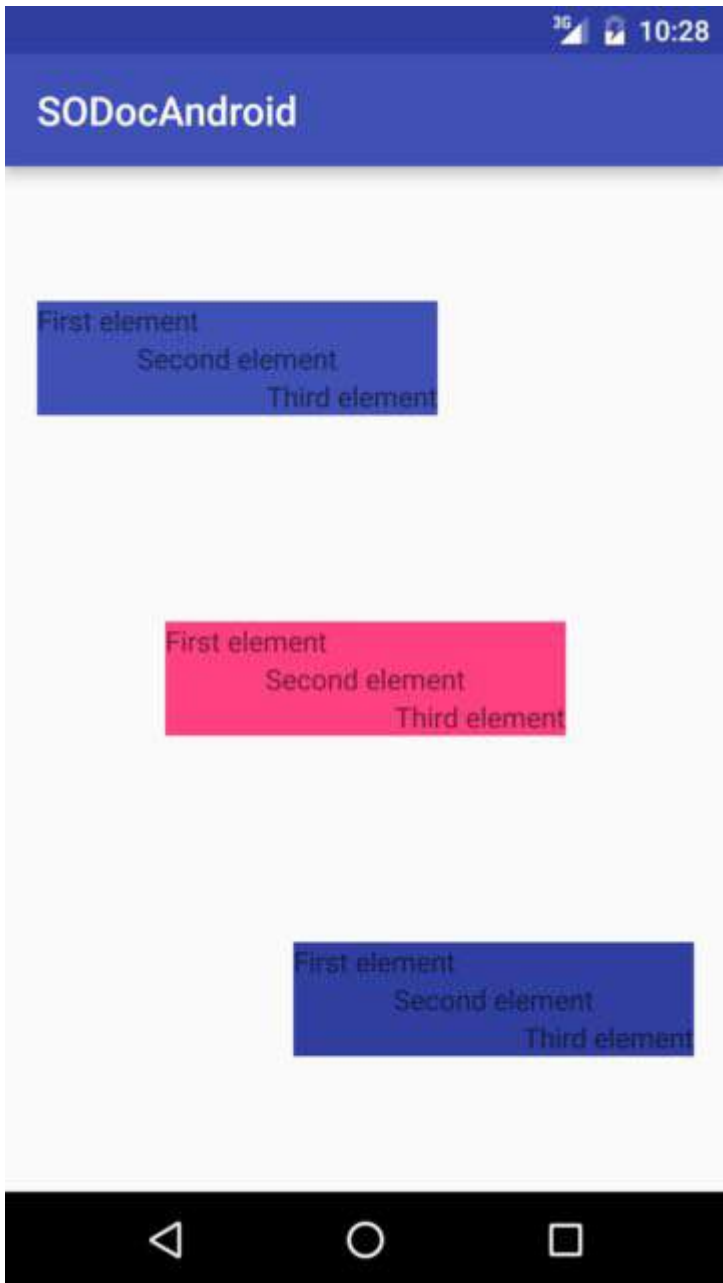 3G 10:28
SODocAndroid
First element
Second element
Third element
First element
Second element
Third element
First element
Second element
Third element